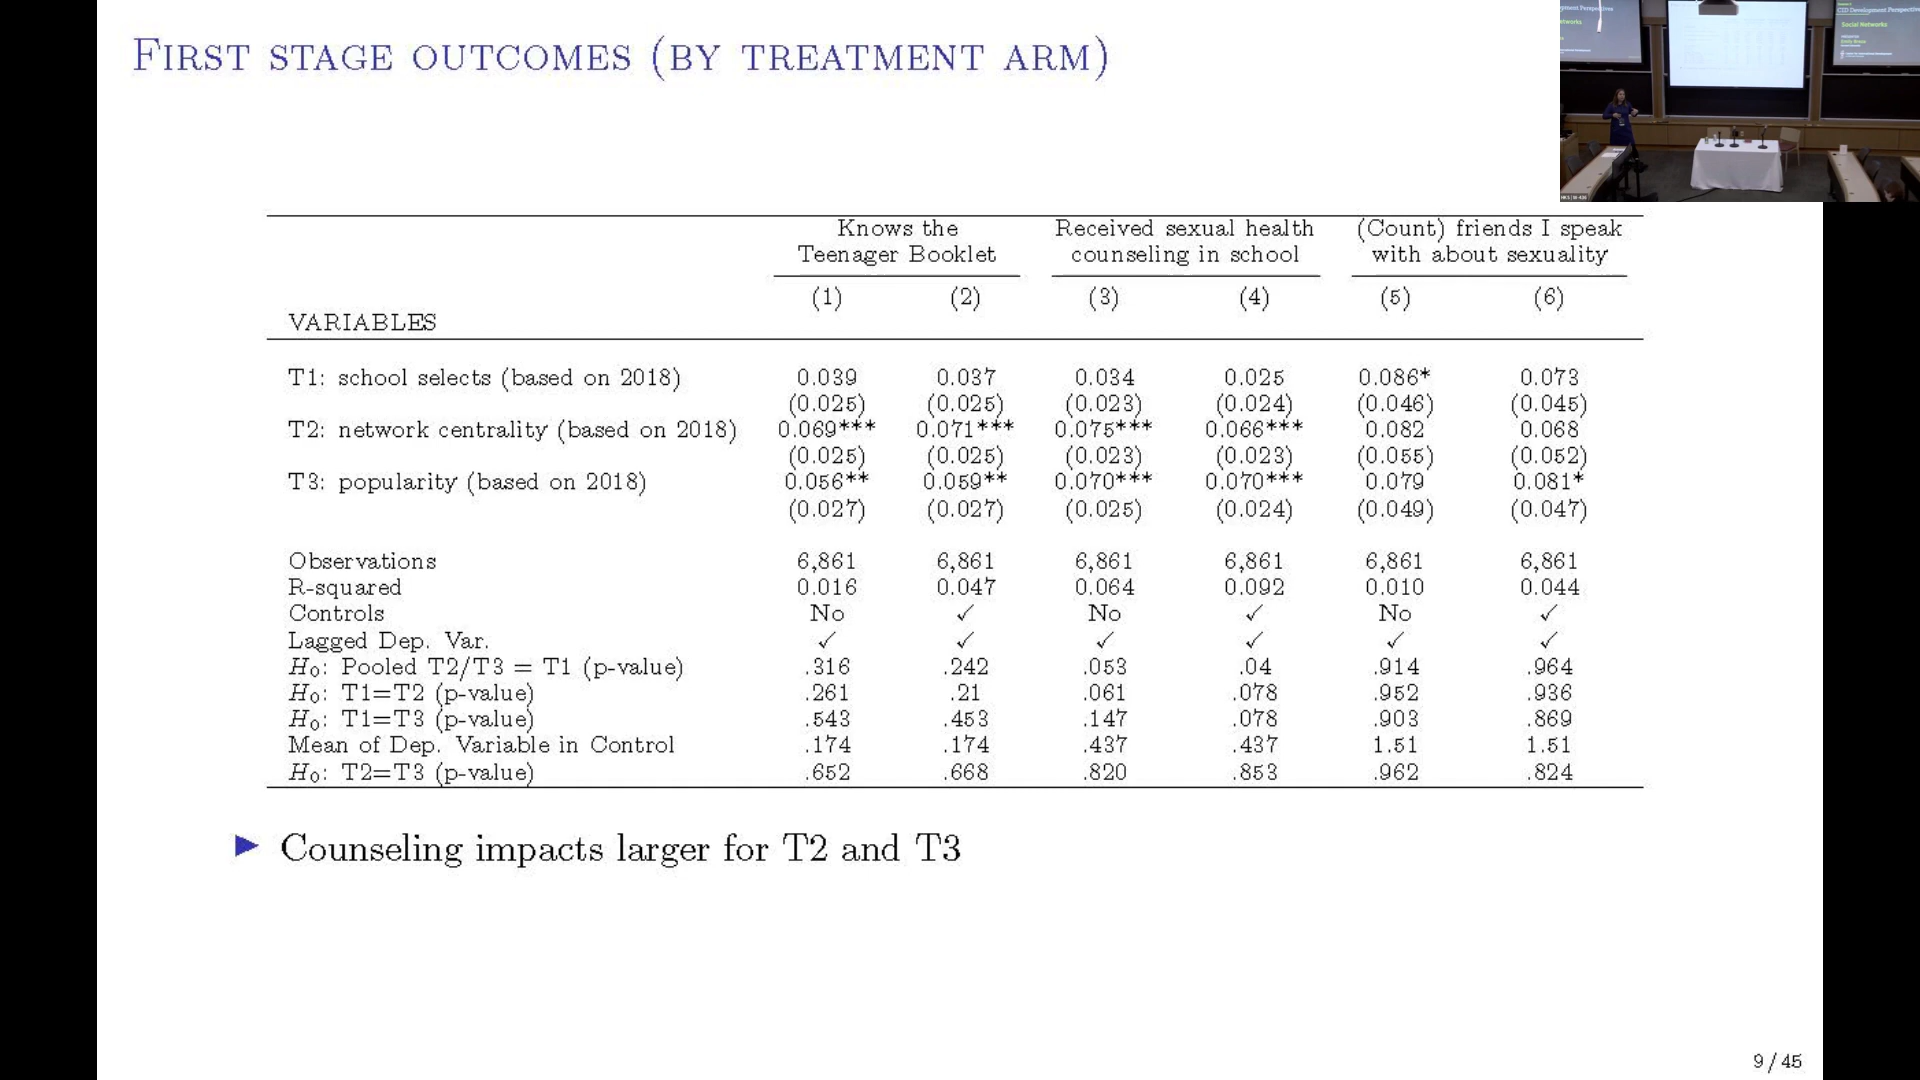 FIRST STAGE OUTCOMES (BY TREATMENT ARM)
CID Development Perspective
Social Networks
Knows the Received sexual health (Count) friends I speak
Teenager Booklet counseling in school with about sexuality
(1) (2) (3) (4) (5) (6)
VARIABLES
T1: school selects (based on 2018) 0.039 0.037 0.034 0.025 0.086* 0.073
(0.025) (0.025) (0.023) (0.024) (0.046) (0.045)
T2: network centrality (based on 2018) 0.069*** 0.071*** 0.075*** 0.066*** 0.082 0.068
(0.025) (0.025) (0.023) (0.023) (0.055) (0.052)
T3: popularity (based on 2018) 0.056** 0.059** 0.070*** 0.070*** 0.079 0.081*
(0.027) (0.027) (0.025) (0.024) (0.049) (0.047)
Observations 6,861 6,861 6,861 6,861 6,861 6,861
R-squared 0.016 0.047 0.064 0.092 0.010 0.044
Controls No ✓ No ✓ No ✓
Lagged Dep. Var. ✓ ✓ ✓ ✓ ✓ ✓
H₀: Pooled T2/T3 = T1 (p-value) .316 .242 .053 .04 .914 .964
H₀: T1=T2 (p-value) .261 .21 .061 .078 .952 .936
H₀: T1=T3 (p-value) .543 .453 .147 .078 .903 .869
Mean of Dep. Variable in Control .174 .174 .437 .437 1.51 1.51
H₀: T2=T3 (p-value) .652 .668 .820 .853 .962 .824
▶ Counseling impacts larger for T2 and T3
9 / 45